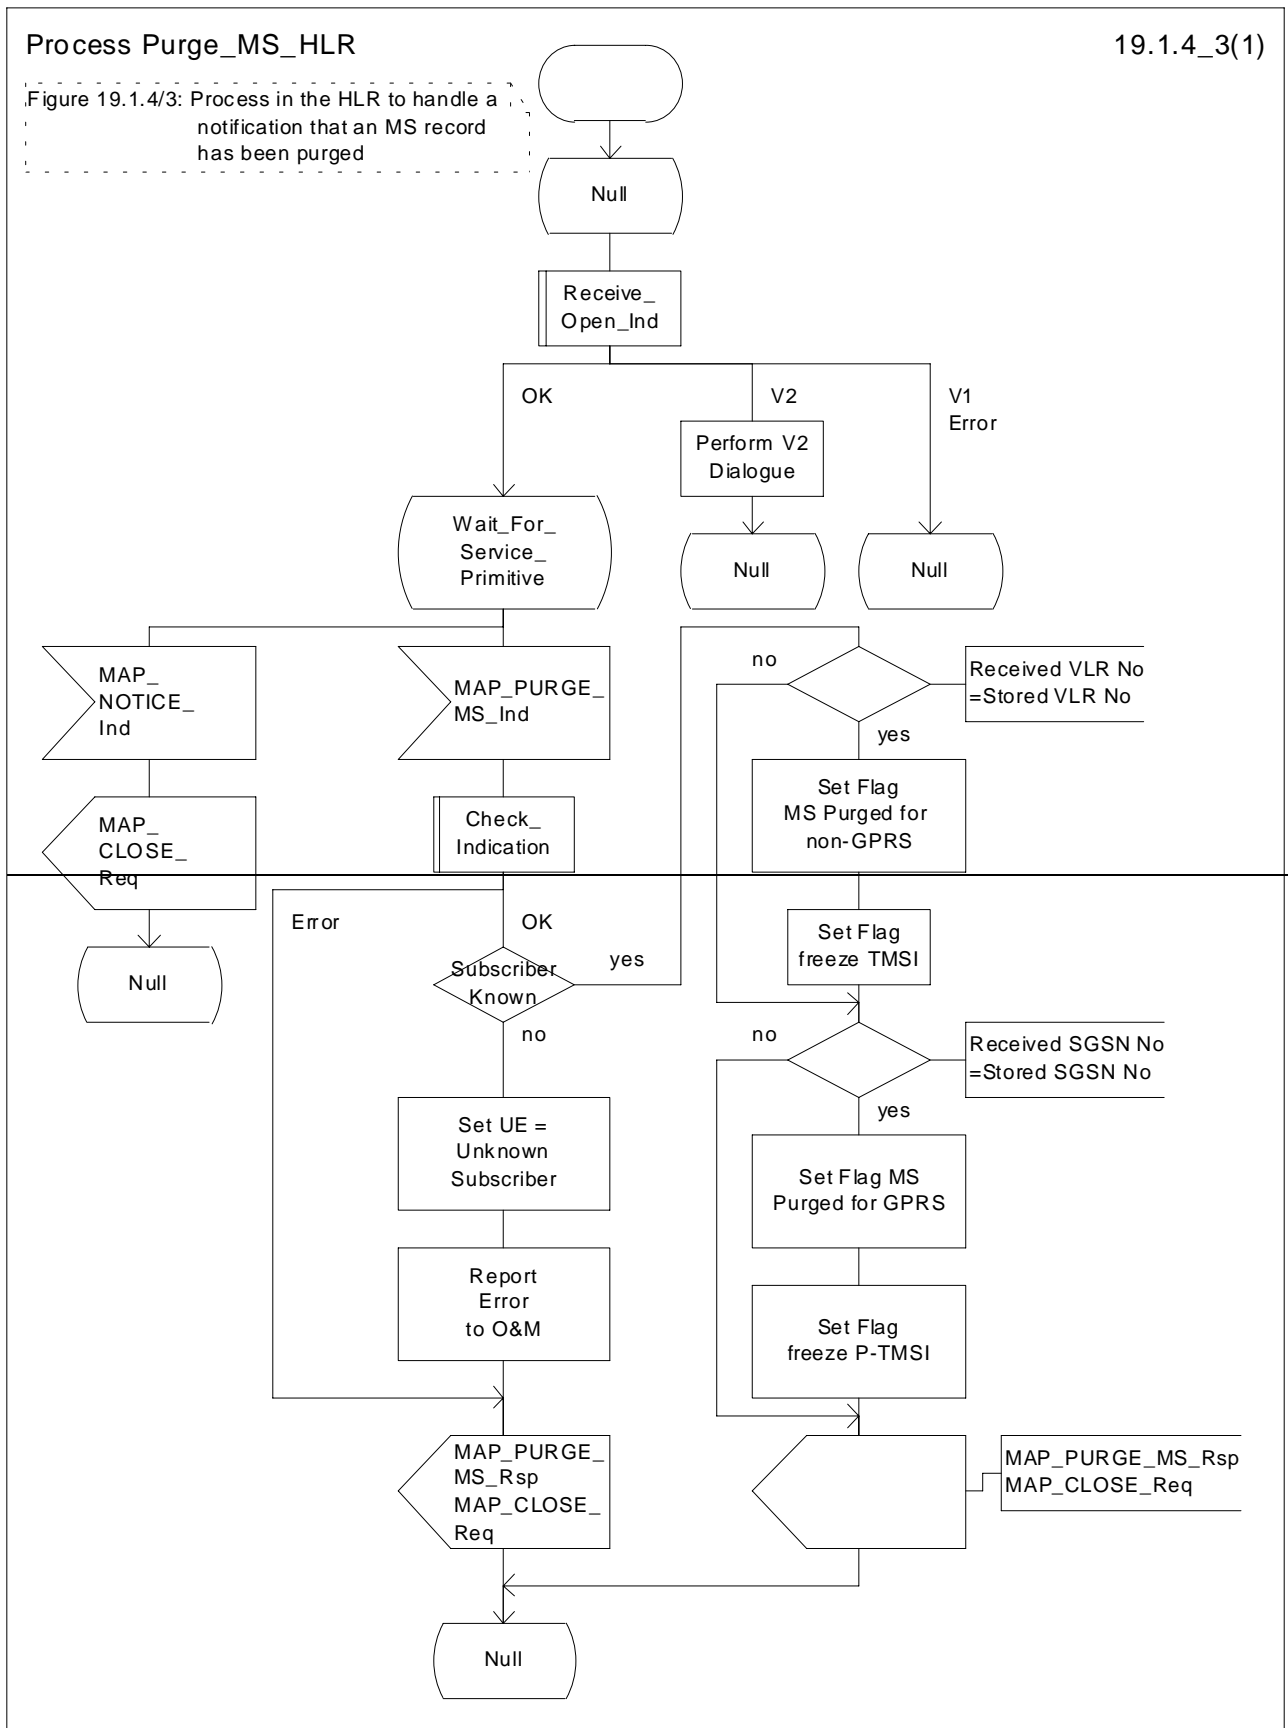 Process Purge_MS_HLR
19.1.4_3(1)
Figure 19.1.4/3: Process in the HLR to handle a
notification that an MS record
has been purged
Null
Receive_
Open_Ind
OK
V2
V1
Error
Perform V2
Dialogue
Wait_For_
Service_
Primitive
Null
Null
MAP_
NOTICE_
Ind
MAP_PURGE_
MS_Ind
no
Received VLR No
=Stored VLR No
yes
Set Flag
MS Purged for
non-GPRS
MAP_
CLOSE_
Req
Check_
Indication
Error
OK
Set Flag
freeze TMSI
Null
Subscriber
Known
yes
no
no
Received SGSN No
=Stored SGSN No
yes
Set UE =
Unknown
Subscriber
Set Flag MS
Purged for GPRS
Report
Error
to O&M
Set Flag
freeze P-TMSI
MAP_PURGE_
MS_Rsp
MAP_CLOSE_
Req
MAP_PURGE_MS_Rsp
MAP_CLOSE_Req
Null